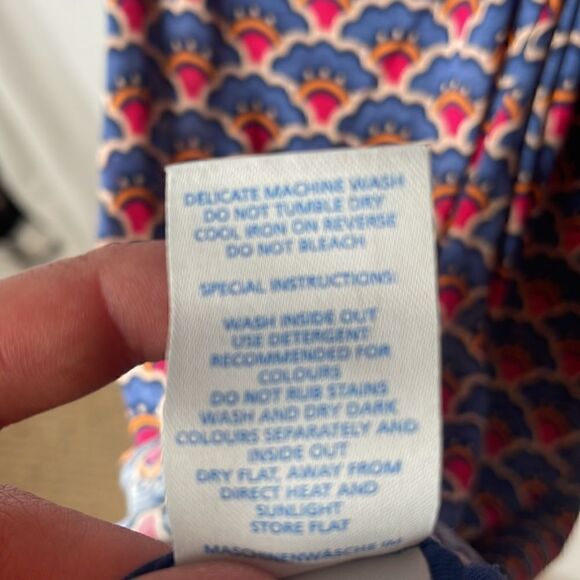 DELICATE MACHINE WASH
DO NOT TUMBLE DRY
COOL IRON ON REVERSE
DO NOT BLEACH
SPECIAL INSTRUCTIONS:
WASH INSIDE OUT
USE DETERGENT
RECOMMENDED FOR
COLOURS
DO NOT RUB STAINS
WASH AND DRY DARK
COLOURS SEPARATELY AND
INSIDE OUT
DRY FLAT, AWAY FROM
DIRECT HEAT AND
SUNLIGHT
STORE FLAT